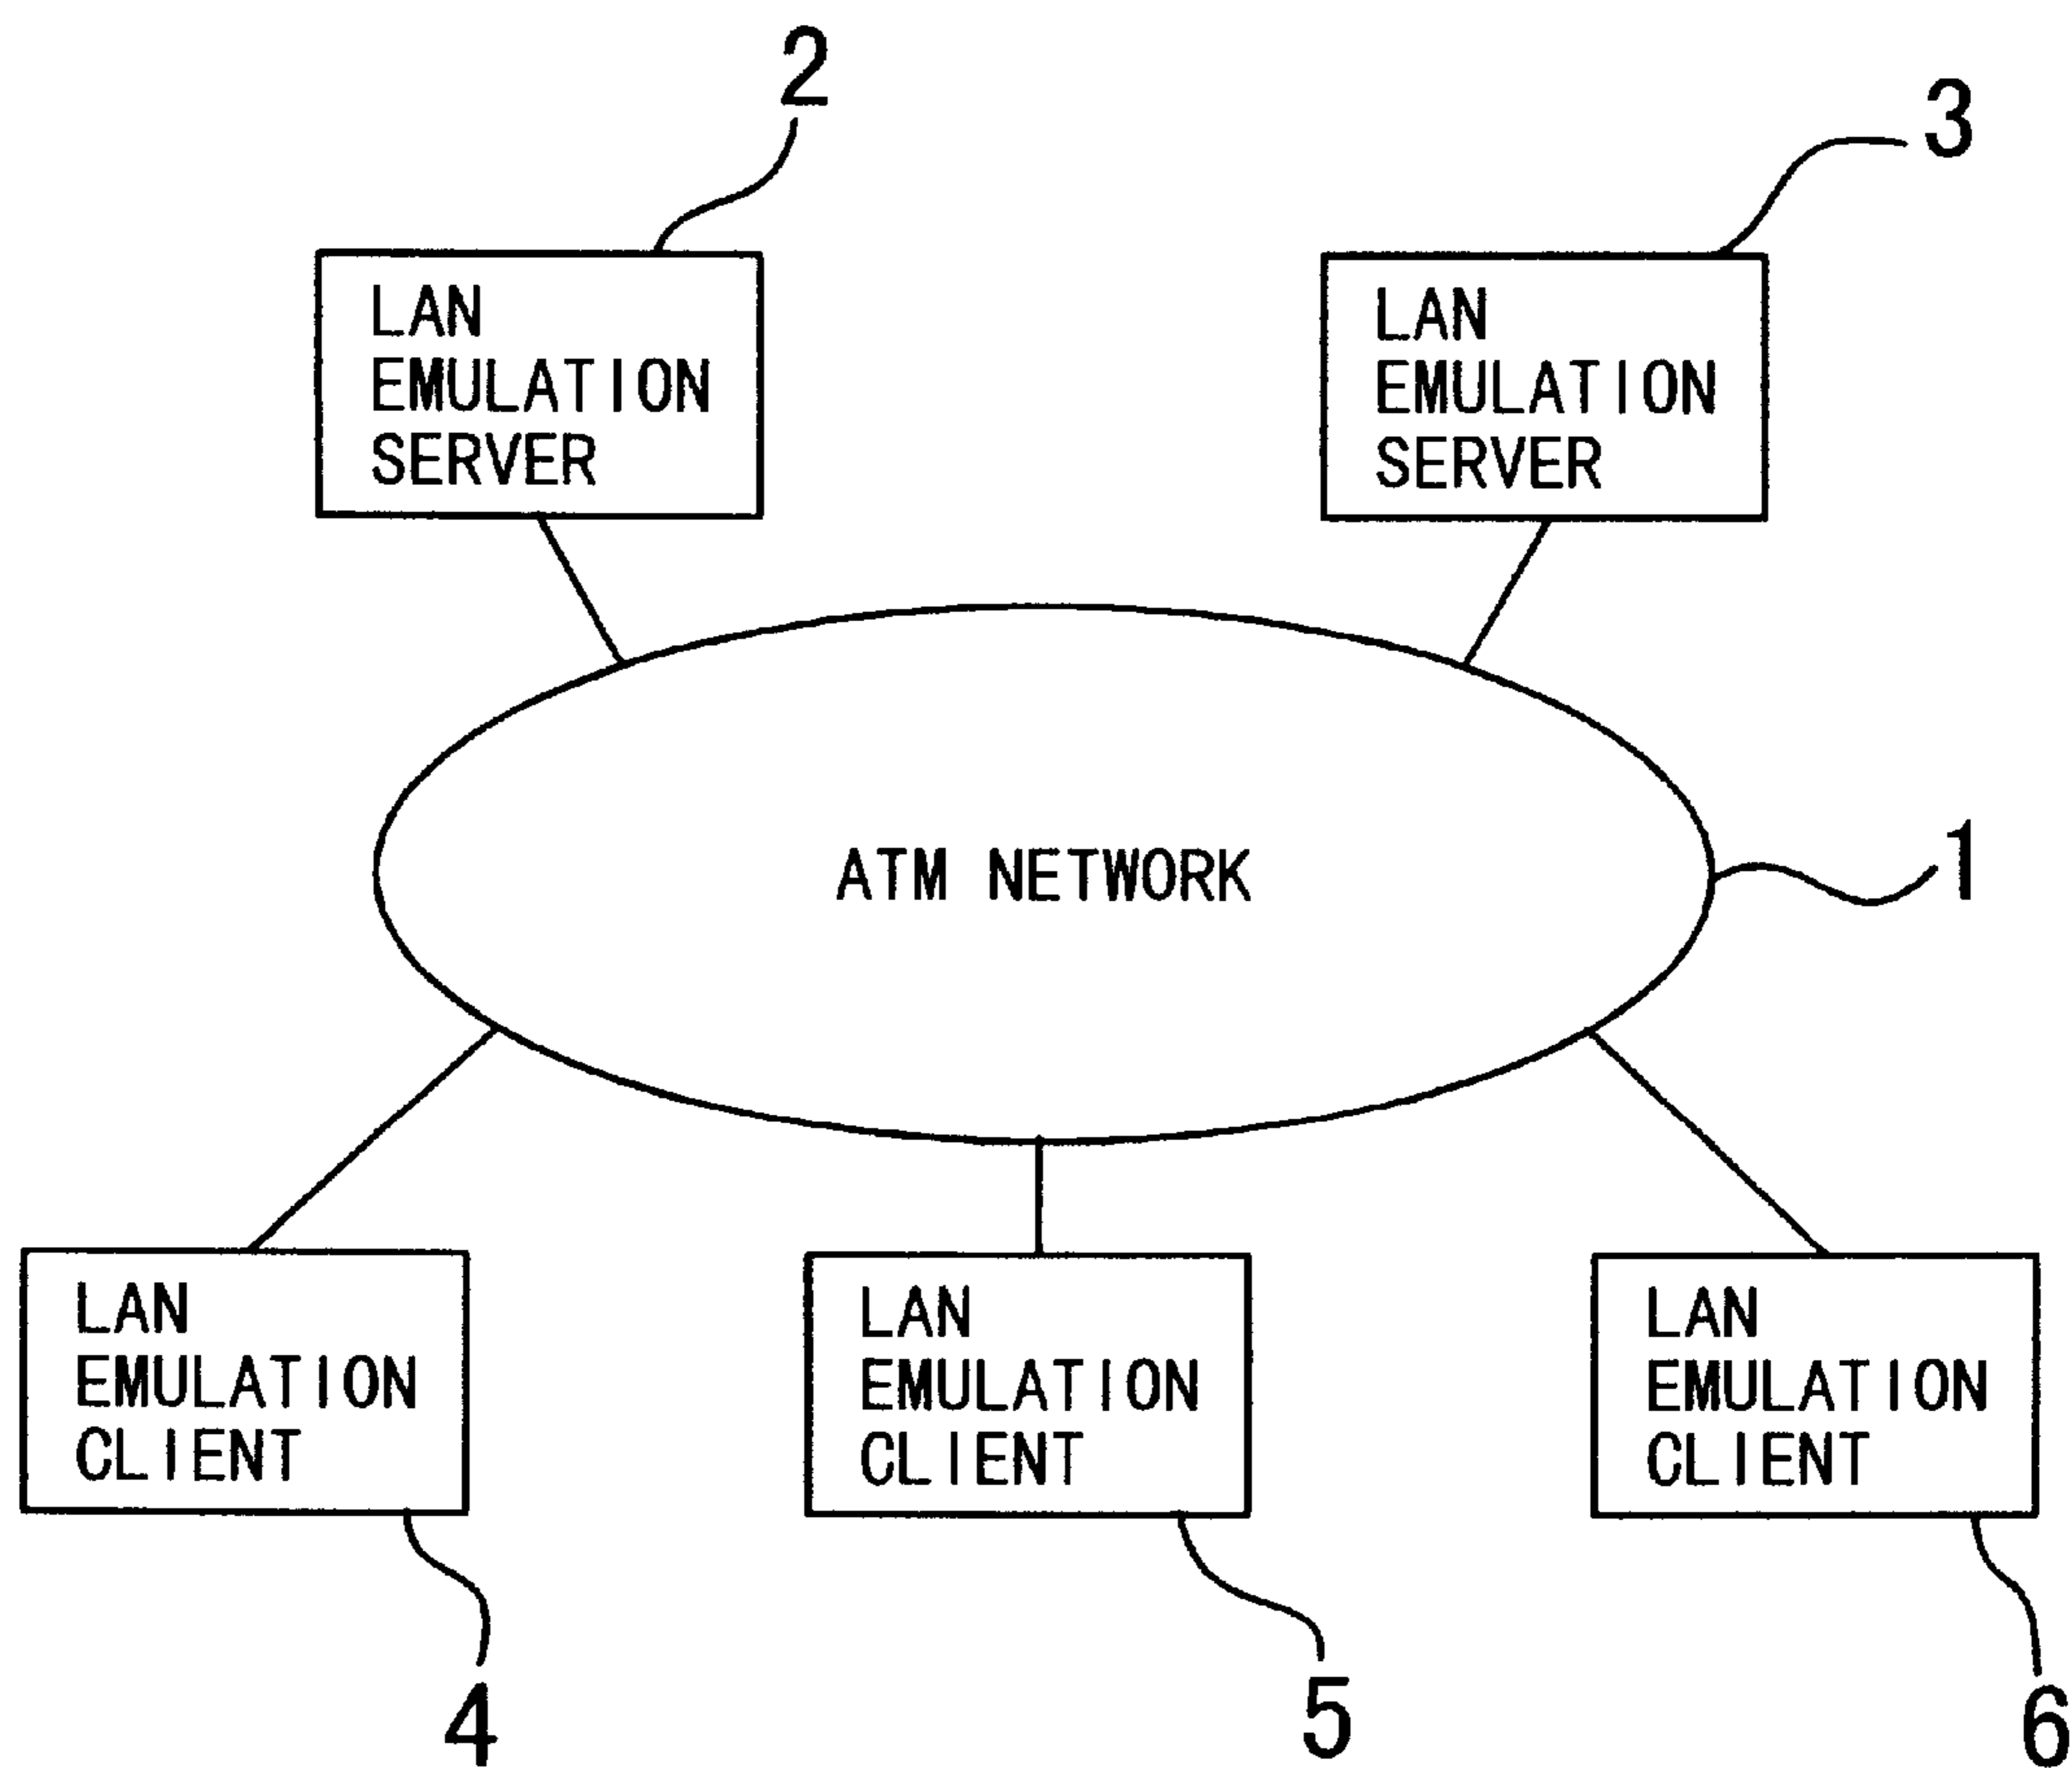 2
3
LAN
EMULATION
SERVER
LAN
EMULATION
SERVER
ATM NETWORK
1
LAN
EMULATION
CLIENT
LAN
EMULATION
CLIENT
LAN
EMULATION
CLIENT
4
5
6